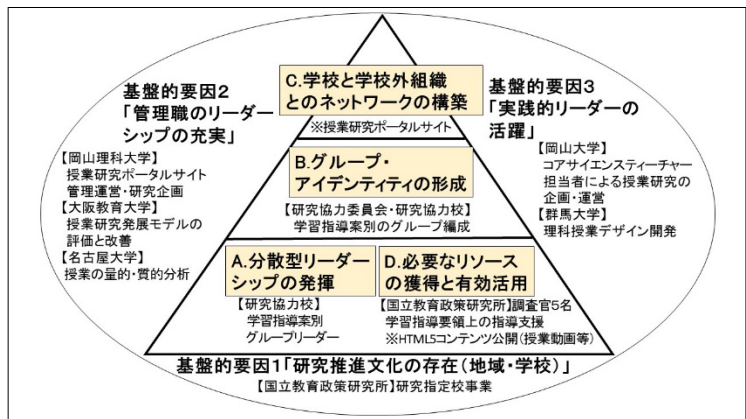 C.学校と学校外組織
とのネットワークの構築
※授業研究ポータルサイト
基盤的要因2
「管理職のリーダー
シップの充実」
【岡山理科大学】
授業研究ポータルサイト
管理運営・研究企画
【大阪教育大学】
授業研究発展モデルの
評価と改善
【名古屋大学】
授業の量的・質的分析
基盤的要因3
「実践的リーダーの
活躍」
【岡山大学】
コアサイエンスティーチャー
担当者による授業研究の
企画・運営
【群馬大学】
理科授業デザイン開発
B.グループ・
アイデンティティの形成
【研究協力委員会・研究協力校】
学習指導案別のグループ編成
A.分散型リーダー
シップの発揮
【研究協力校】
学習指導案別
グループリーダー
D.必要なリソース
の獲得と有効活用
【国立教育政策研究所】調査官5名
学習指導要領上の指導支援
※HTML5コンテンツ公開(授業動画等)
基盤的要因1「研究推進文化の存在(地域・学校)」
【国立教育政策研究所】研究指定校事業